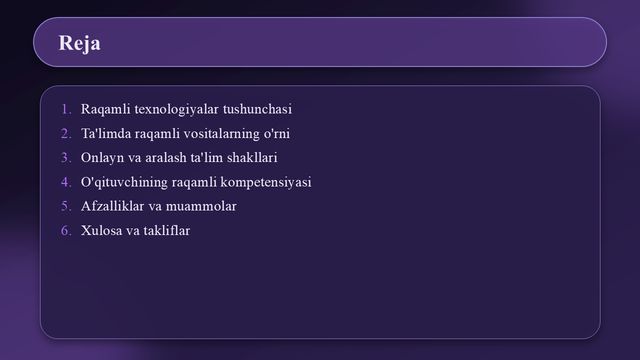 Reja
1. Raqamli texnologiyalar tushunchasi
2. Ta'limda raqamli vositalarning o'rni
3. Onlayn va aralash ta'lim shakllari
4. O'qituvchining raqamli kompetensiyasi
5. Afzalliklar va muammolar
6. Xulosa va takliflar